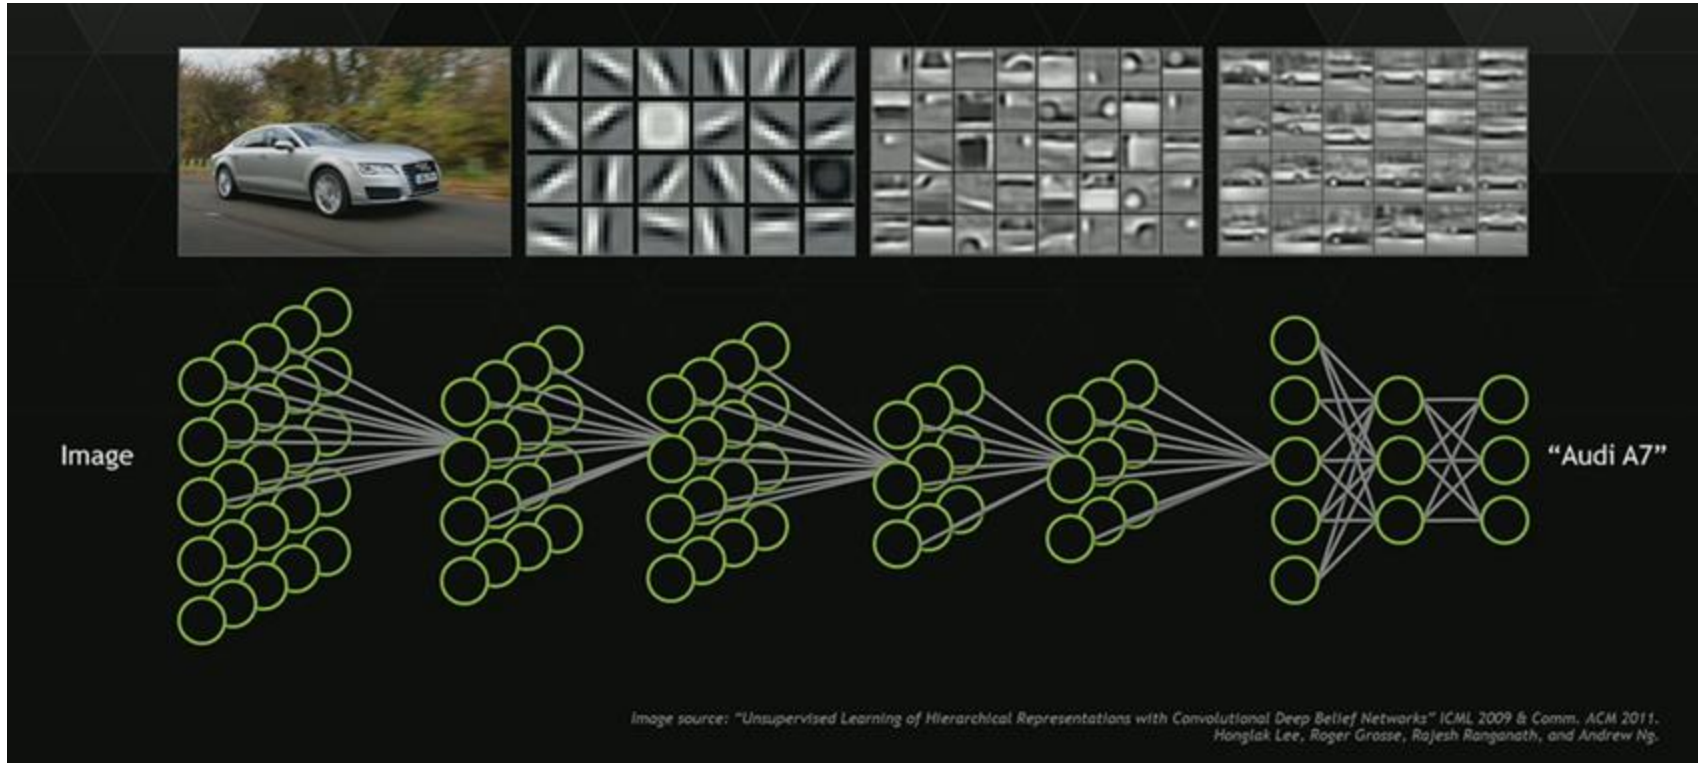 Image
“Audi A7”
Image source: “Unsupervised Learning of Hierarchical Representations with Convolutional Deep Belief Networks” ICML 2009 & Comm. ACM 2011.
Honglak Lee, Roger Grosse, Rajesh Ranganath, and Andrew Ng.